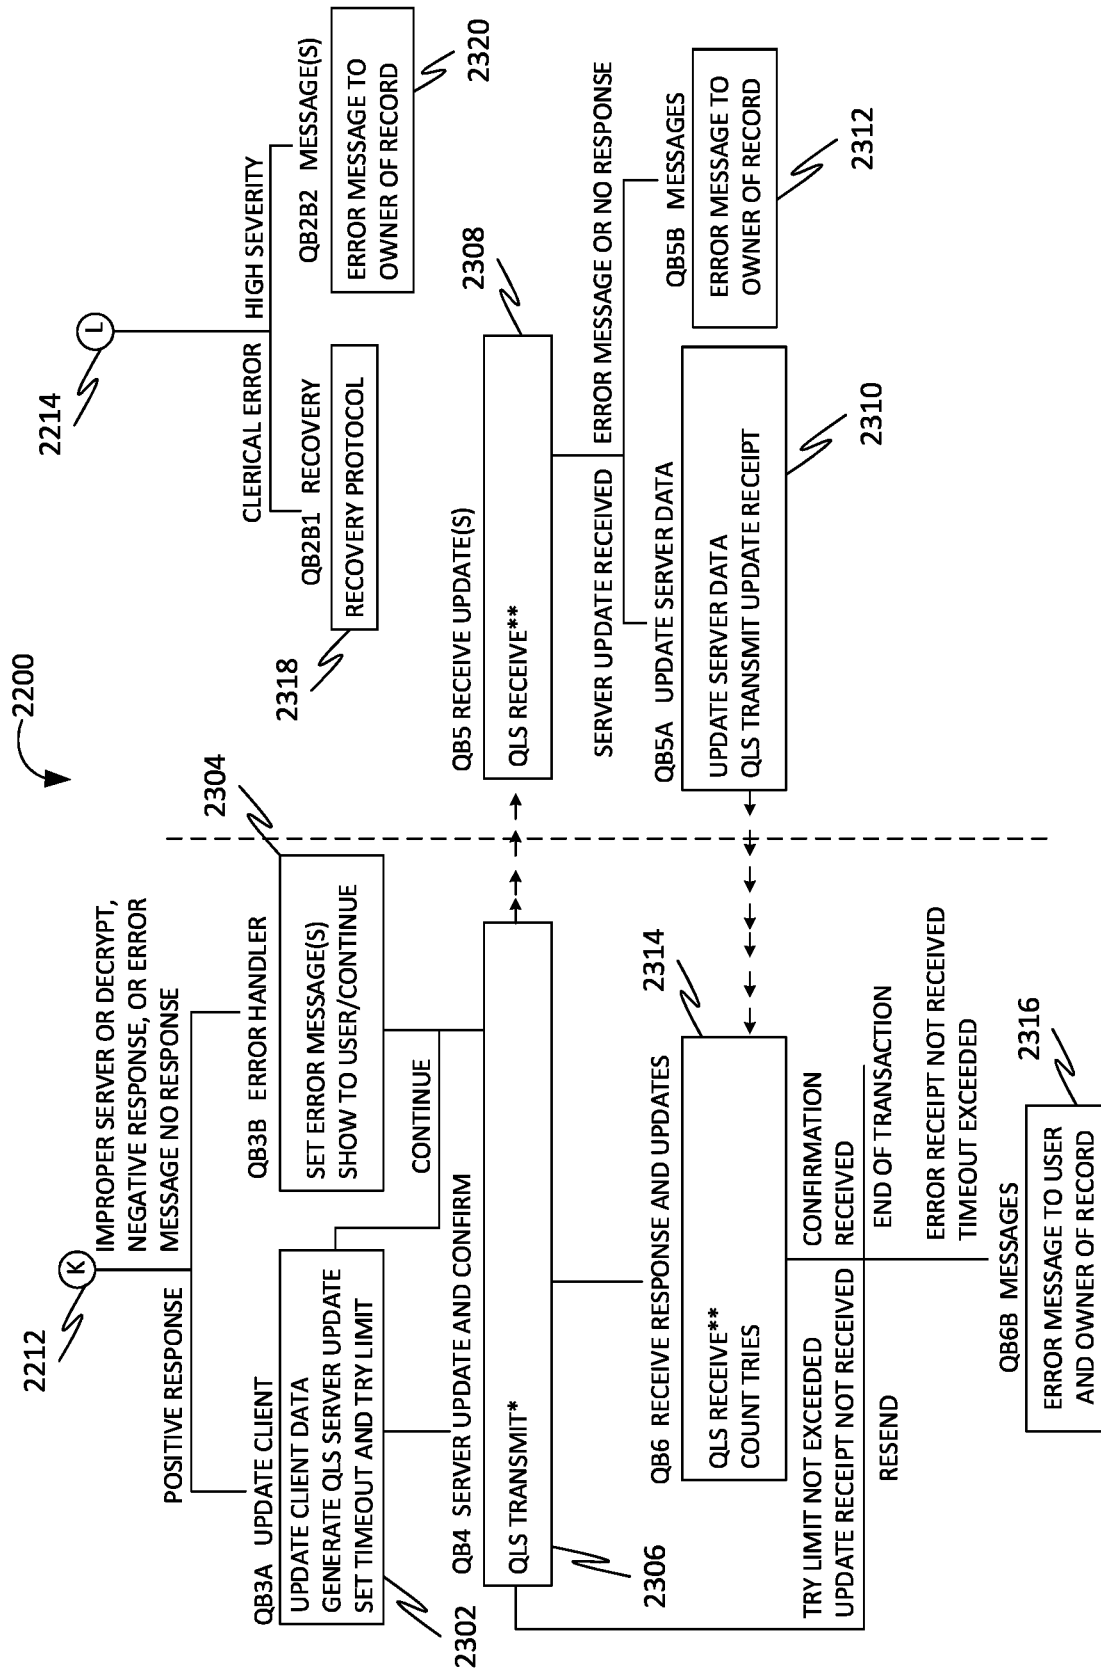 2200
K
2212
POSITIVE RESPONSE
IMPROPER SERVER OR DECRYPT,
NEGATIVE RESPONSE, OR ERROR
MESSAGE NO RESPONSE
QB3A UPDATE CLIENT
UPDATE CLIENT DATA
GENERATE QLS SERVER UPDATE
SET TIMEOUT AND TRY LIMIT
2302
QB3B ERROR HANDLER
SET ERROR MESSAGE(S)
SHOW TO USER/CONTINUE
2304
CONTINUE
QB4 SERVER UPDATE AND CONFIRM
QLS TRANSMIT*
2306
QB6 RECEIVE RESPONSE AND UPDATES
QLS RECEIVE**
COUNT TRIES
2314
TRY LIMIT NOT EXCEEDED
UPDATE RECEIPT NOT RECEIVED
RESEND
CONFIRMATION
RECEIVED
END OF TRANSACTION
ERROR RECEIPT NOT RECEIVED
TIMEOUT EXCEEDED
QB6B MESSAGES
ERROR MESSAGE TO USER
AND OWNER OF RECORD
2316
L
2214
CLERICAL ERROR
HIGH SEVERITY
QB2B1 RECOVERY
RECOVERY PROTOCOL
2318
QB2B2 MESSAGE(S)
ERROR MESSAGE TO
OWNER OF RECORD
2320
QB5 RECEIVE UPDATE(S)
QLS RECEIVE**
2308
SERVER UPDATE RECEIVED
ERROR MESSAGE OR NO RESPONSE
QB5A UPDATE SERVER DATA
UPDATE SERVER DATA
QLS TRANSMIT UPDATE RECEIPT
2310
QB5B MESSAGES
ERROR MESSAGE TO
OWNER OF RECORD
2312